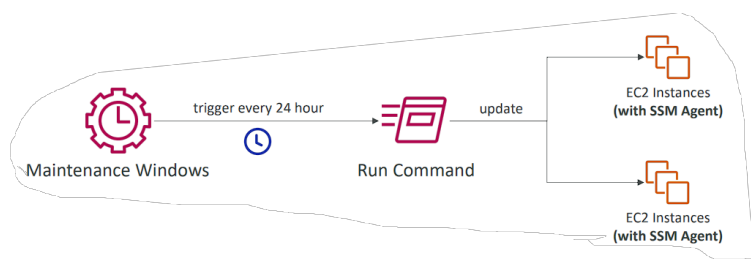 trigger every 24 hour
update
Maintenance Windows
Run Command
EC2 Instances
(with SSM Agent)
EC2 Instances
(with SSM Agent)